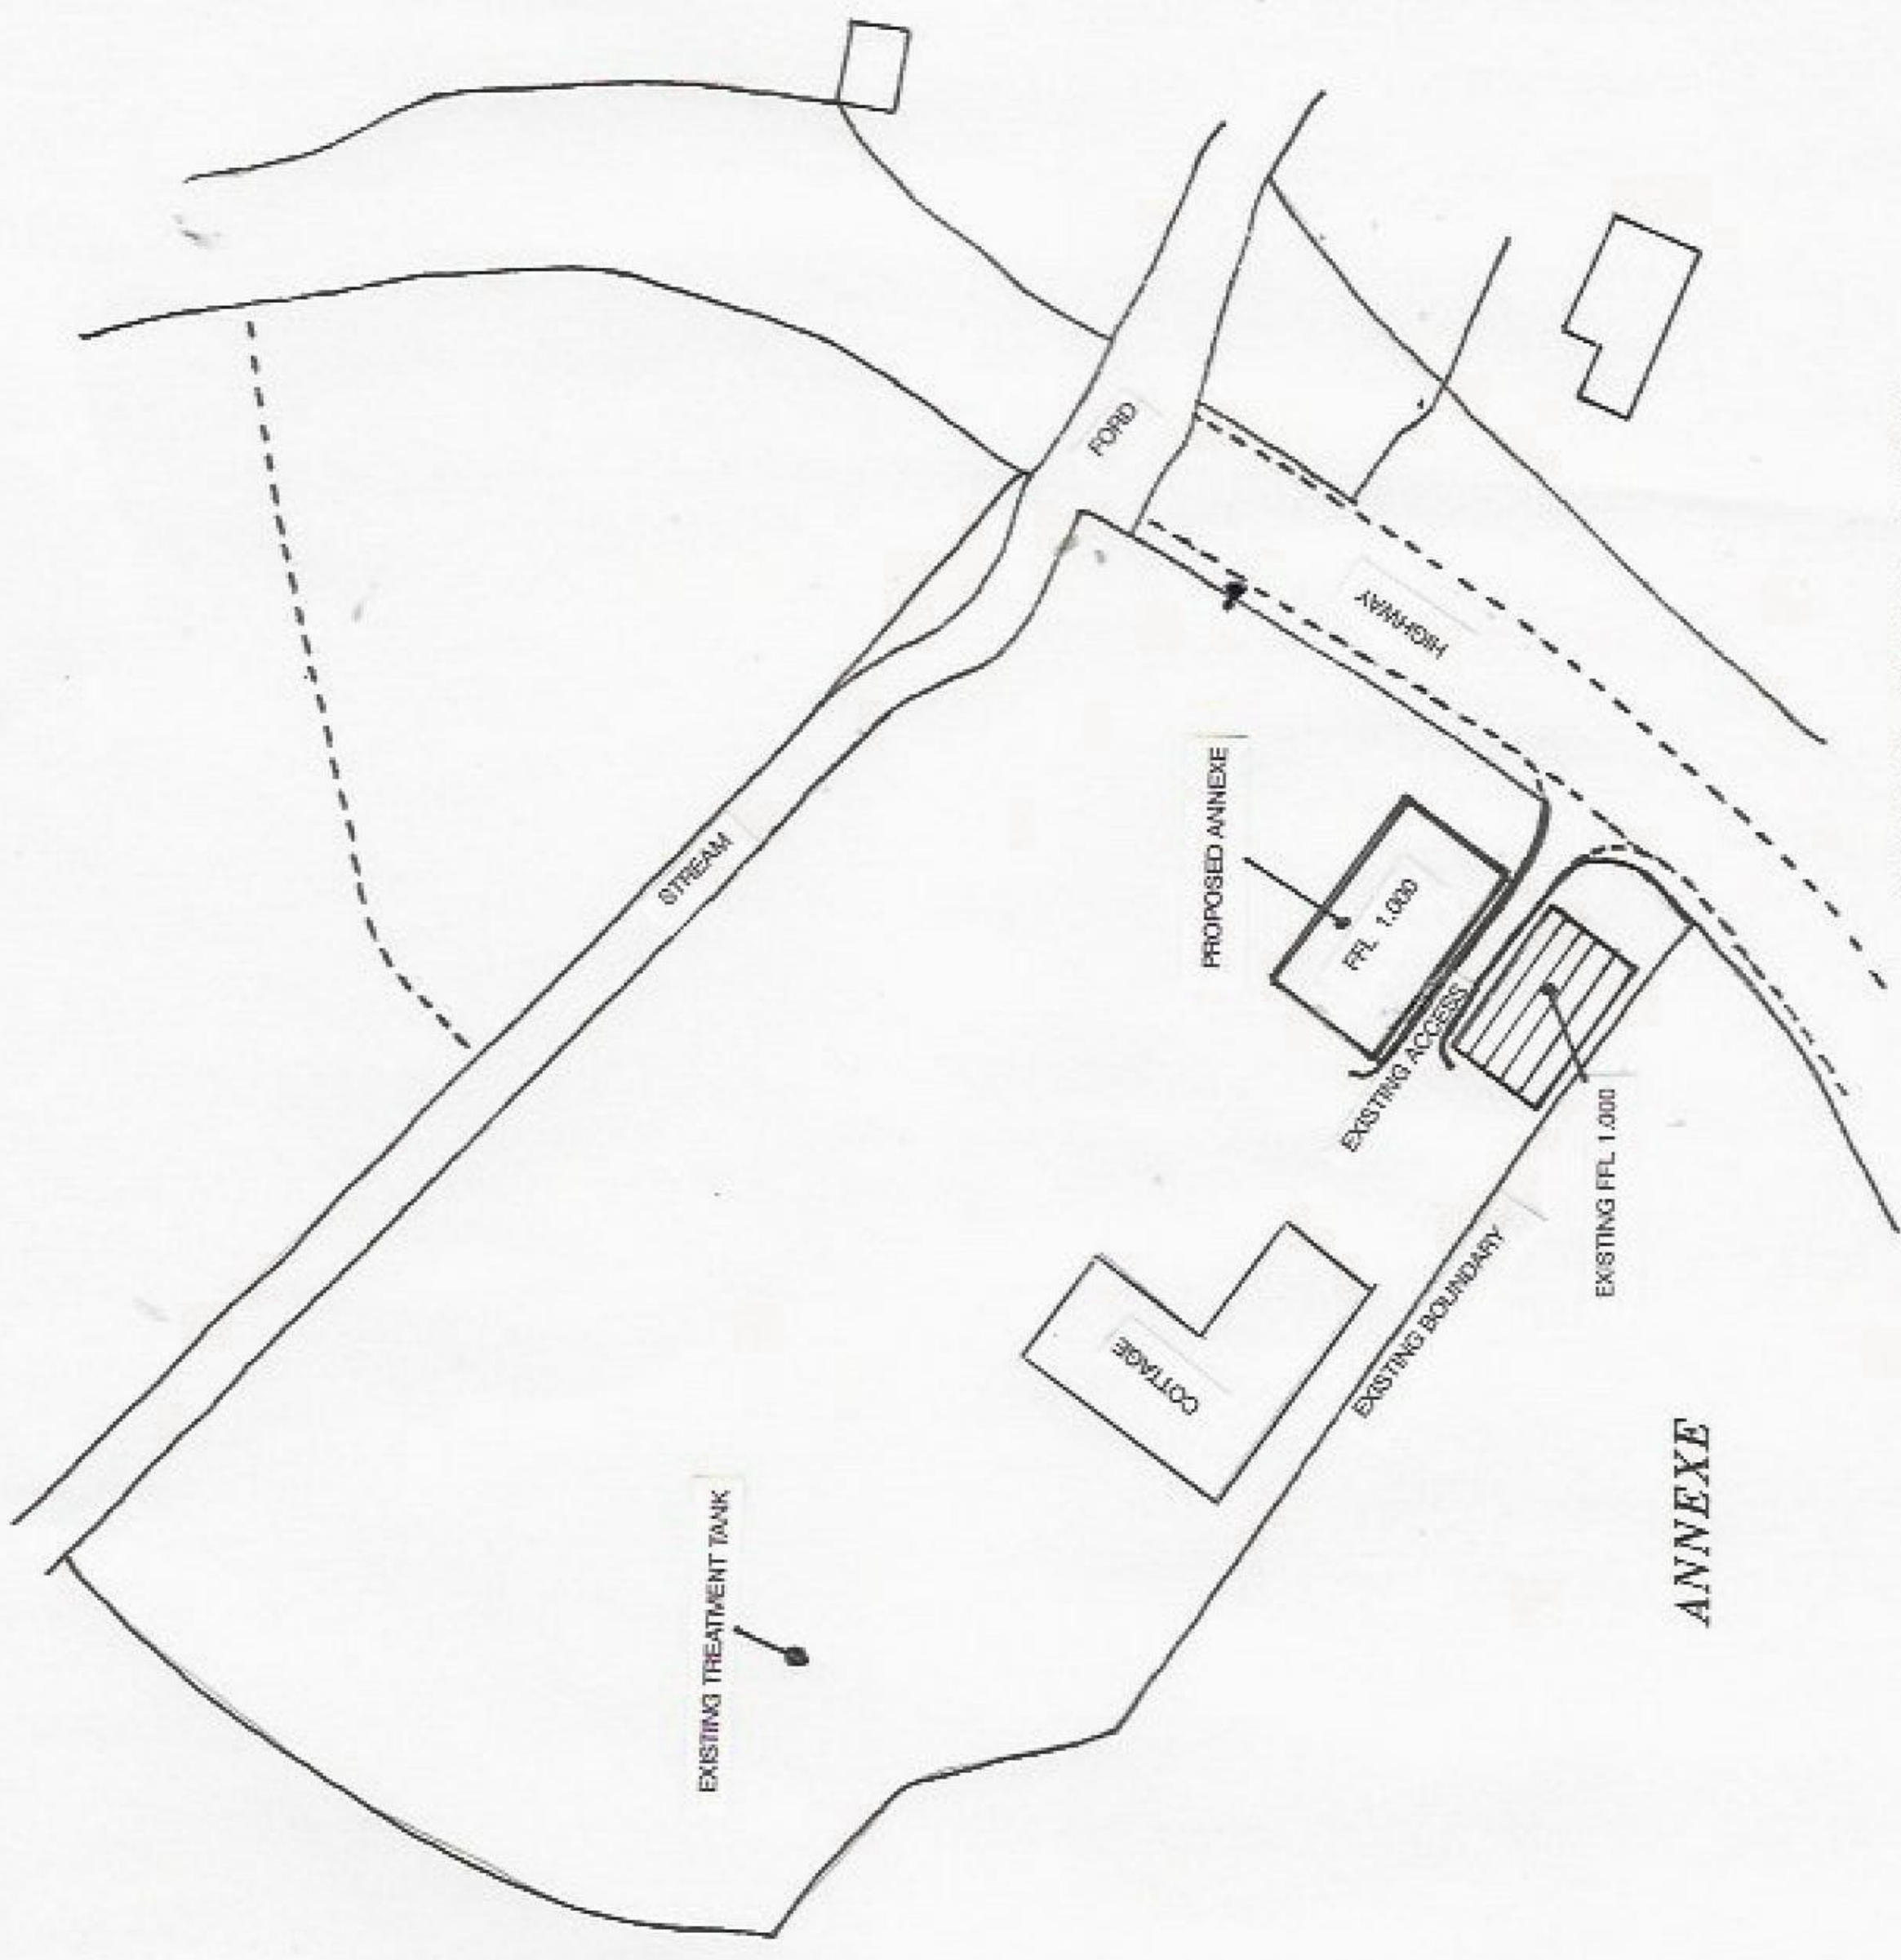 FORD
HIGHWAY
STREAM
PROPOSED ANNEXE
FFL 1.000
EXISTING ACCESS
EXISTING FFL 1.000
COTTAGE
EXISTING BOUNDARY
EXISTING TREATMENT TANK
ANNEXE